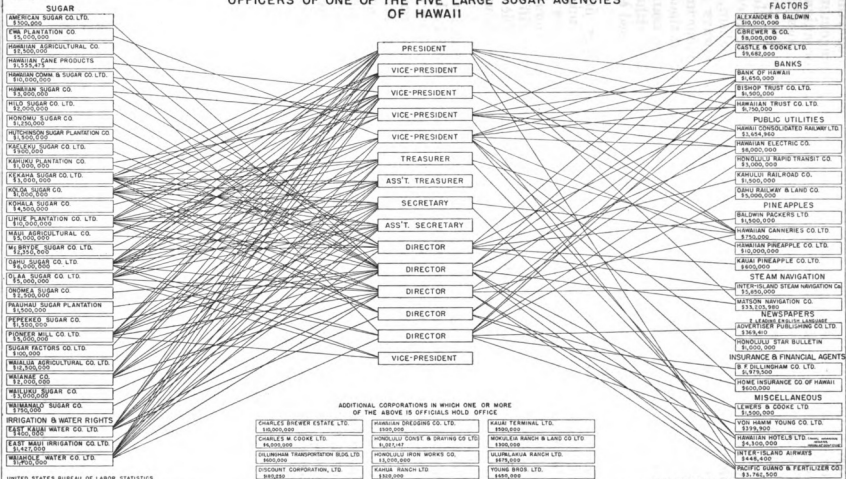 OFFICERS OF ONE OF THE FIVE LARGE SUGAR AGENCIES
OF HAWAII
SUGAR
AMERICAN SUGAR CO. LTD.
$300,000
EWA PLANTATION CO.
$5,000,000
HAWAIIAN AGRICULTURAL CO.
$2,500,000
HAWAIIAN CANE PRODUCTS
$1,555,475
HAWAIIAN COMM. & SUGAR CO. LTD.
$10,000,000
HAWAIIAN SUGAR CO.
$3,000,000
HILO SUGAR CO. LTD.
$2,000,000
HONOMU SUGAR CO.
$1,250,000
HUTCHINSON SUGAR PLANTATION CO.
$1,500,000
KAELEKU SUGAR CO. LTD.
$900,000
KAHUKU PLANTATION CO.
$1,000,000
KEKAHA SUGAR CO. LTD.
$3,000,000
KOLOA SUGAR CO.
$1,000,000
KOHALA SUGAR CO.
$4,500,000
LIHUE PLANTATION CO. LTD.
$10,000,000
MAUI AGRICULTURAL CO.
$5,000,000
McBRYDE SUGAR CO. LTD.
$2,350,000
OAHU SUGAR CO. LTD.
$6,000,000
OLAA SUGAR CO. LTD.
$5,000,000
ONOMEA SUGAR CO.
$2,500,000
PAAUHAU SUGAR PLANTATION
$1,500,000
PEPEEKEO SUGAR CO.
$1,500,000
PIONEER MILL CO. LTD.
$5,000,000
SUGAR FACTORS CO. LTD.
$100,000
WAIALUA AGRICULTURAL CO. LTD.
$12,500,000
WAIANAE CO.
$2,000,000
WAILUKU SUGAR CO.
$3,000,000
WAIMANALO SUGAR CO.
$750,000
IRRIGATION & WATER RIGHTS
EAST KAUAI WATER CO. LTD.
$400,000
EAST MAUI IRRIGATION CO. LTD.
$1,427,000
WAIAHOLE WATER CO. LTD.
UNITED STATES BUREAU OF LABOR STATISTICS
PRESIDENT
VICE-PRESIDENT
VICE-PRESIDENT
VICE-PRESIDENT
VICE-PRESIDENT
TREASURER
ASS'T. TREASURER
SECRETARY
ASS'T. SECRETARY
DIRECTOR
DIRECTOR
DIRECTOR
DIRECTOR
DIRECTOR
VICE-PRESIDENT
FACTORS
ALEXANDER & BALDWIN
$10,000,000
C.BREWER & CO.
$8,000,000
CASTLE & COOKE LTD.
$9,682,000
BANKS
BANK OF HAWAII
$1,650,000
BISHOP TRUST CO. LTD.
$1,500,000
HAWAIIAN TRUST CO. LTD.
$1,750,000
PUBLIC UTILITIES
HAWAII CONSOLIDATED RAILWAY LTD.
$3,654,960
HAWAIIAN ELECTRIC CO.
$6,000,000
HONOLULU RAPID TRANSIT CO.
$3,000,000
KAHULUI RAILROAD CO.
$1,500,000
OAHU RAILWAY & LAND CO.
$5,000,000
PINEAPPLES
BALDWIN PACKERS LTD.
$1,500,000
HAWAIIAN CANNERIES CO. LTD.
$750,000
HAWAIIAN PINEAPPLE CO. LTD.
$10,000,000
KAUAI PINEAPPLE CO. LTD.
$600,000
STEAM NAVIGATION
INTER-ISLAND STEAM NAVIGATION Co.
$5,850,000
MATSON NAVIGATION CO.
$33,203,980
NEWSPAPERS
2 LEADING ENGLISH LANGUAGE
ADVERTISER PUBLISHING CO. LTD.
$369,410
HONOLULU STAR BULLETIN
$1,000,000
INSURANCE & FINANCIAL AGENTS
B.F. DILLINGHAM CO. LTD.
$1,979,500
HOME INSURANCE CO OF HAWAII
$600,000
MISCELLANEOUS
LEWERS & COOKE LTD.
$1,500,000
VON HAMM YOUNG CO. LTD.
$399,900
HAWAIIAN HOTELS LTD.
$4,500,000
INTER-ISLAND AIRWAYS
$448,400
PACIFIC GUANO & FERTILIZER CO.
$3,762,500
ADDITIONAL CORPORATIONS IN WHICH ONE OR MORE
OF THE ABOVE 15 OFFICIALS HOLD OFFICE
CHARLES BREWER ESTATE LTD.
$10,000,000
CHARLES M COOKE LTD.
$6,000,000
DILLINGHAM TRANSPORTATION BLDG. LTD.
$600,000
DISCOUNT CORPORATION, LTD.
HAWAIIAN DREDGING CO. LTD.
HONOLULU CONST. & DRAYING CO LTD
HONOLULU IRON WORKS CO.
KAHUA RANCH LTD.
KAUAI TERMINAL LTD.
MOKULEIA RANCH & LAND CO LTD
ULUPALAKUA RANCH LTD.
YOUNG BROS. LTD.